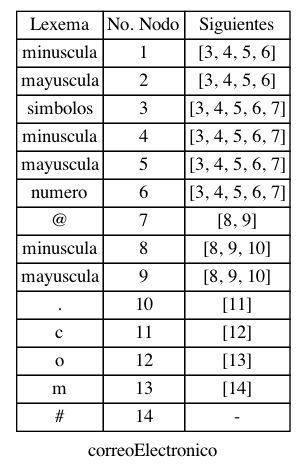 Lexema No. Nodo Siguientes
minuscula 1 [3, 4, 5, 6]
mayuscula 2 [3, 4, 5, 6]
simbolos 3 [3, 4, 5, 6, 7]
minuscula 4 [3, 4, 5, 6, 7]
mayuscula 5 [3, 4, 5, 6, 7]
numero 6 [3, 4, 5, 6, 7]
@ 7 [8, 9]
minuscula 8 [8, 9, 10]
mayuscula 9 [8, 9, 10]
. 10 [11]
c 11 [12]
o 12 [13]
m 13 [14]
# 14 -
correoElectronico